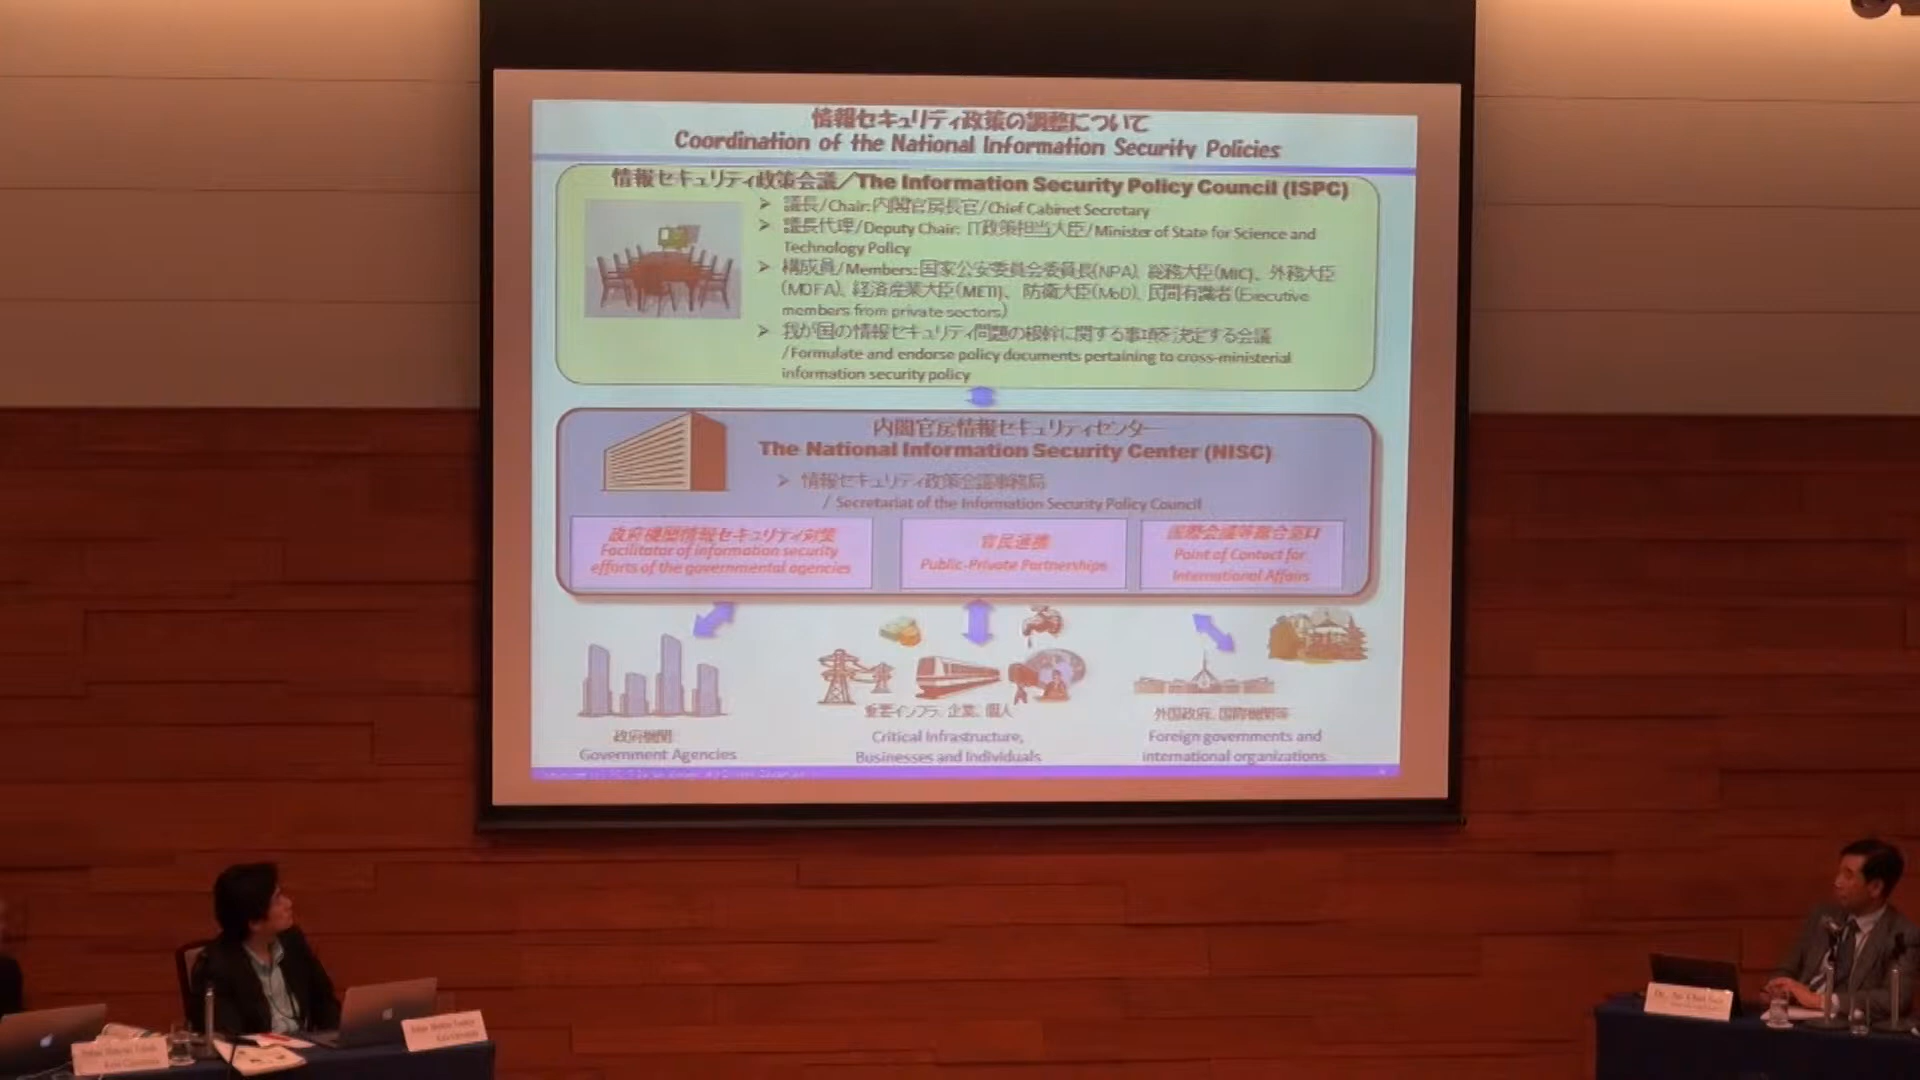 情報セキュリティ政策の調整について
Coordination of the National Information Security Policies
情報セキュリティ政策会議/The Information Security Policy Council (ISPC)
➢ 議長/Chair:内閣官房長官/Chief Cabinet Secretary
➢ 議長代理/Deputy Chair: IT政策担当大臣/Minister of State for Science and
Technology Policy
➢ 構成員/Members:国家公安委員会委員長(NPA)、総務大臣(MIC)、外務大臣
(MOFA)、経済産業大臣(METI)、防衛大臣(MoD)、民間有識者(Executive
members from private sectors)
➢ 我が国の情報セキュリティ問題の根幹に関する事項を決定する会議
/Formulate and endorse policy documents pertaining to cross-ministerial
information security policy
内閣官房情報セキュリティセンター
The National Information Security Center (NISC)
➢ 情報セキュリティ政策会議事務局
/ Secretariat of the Information Security Policy Council
政府機関情報セキュリティ対策
Facilitator of information security
efforts of the governmental agencies
官民連携
Public-Private Partnerships
国際会議等総合窓口
Point of Contact for
International Affairs
政府機関
Government Agencies
重要インフラ、企業、個人
Critical Infrastructure,
Businesses and Individuals
外国政府、国際機関等
Foreign governments and
international organizations